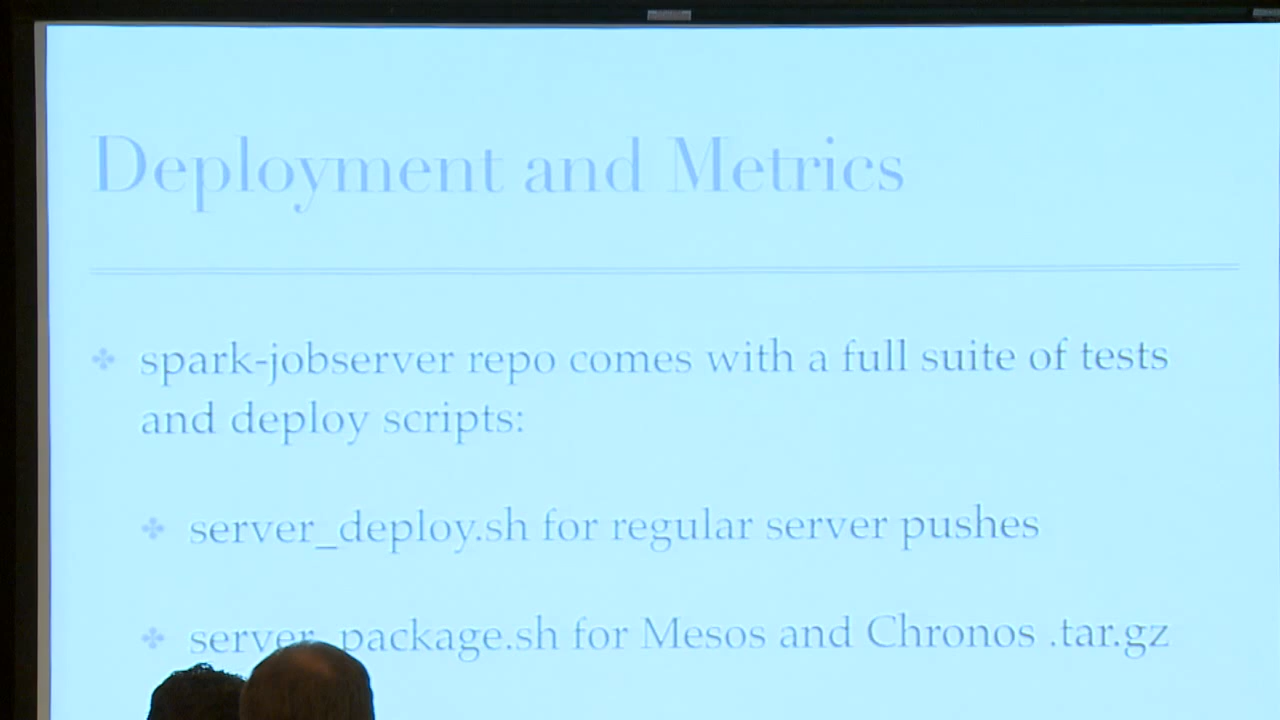 Deployment and Metrics
spark-jobserver repo comes with a full suite of tests
and deploy scripts:
server_deploy.sh for regular server pushes
server_package.sh for Mesos and Chronos .tar.gz